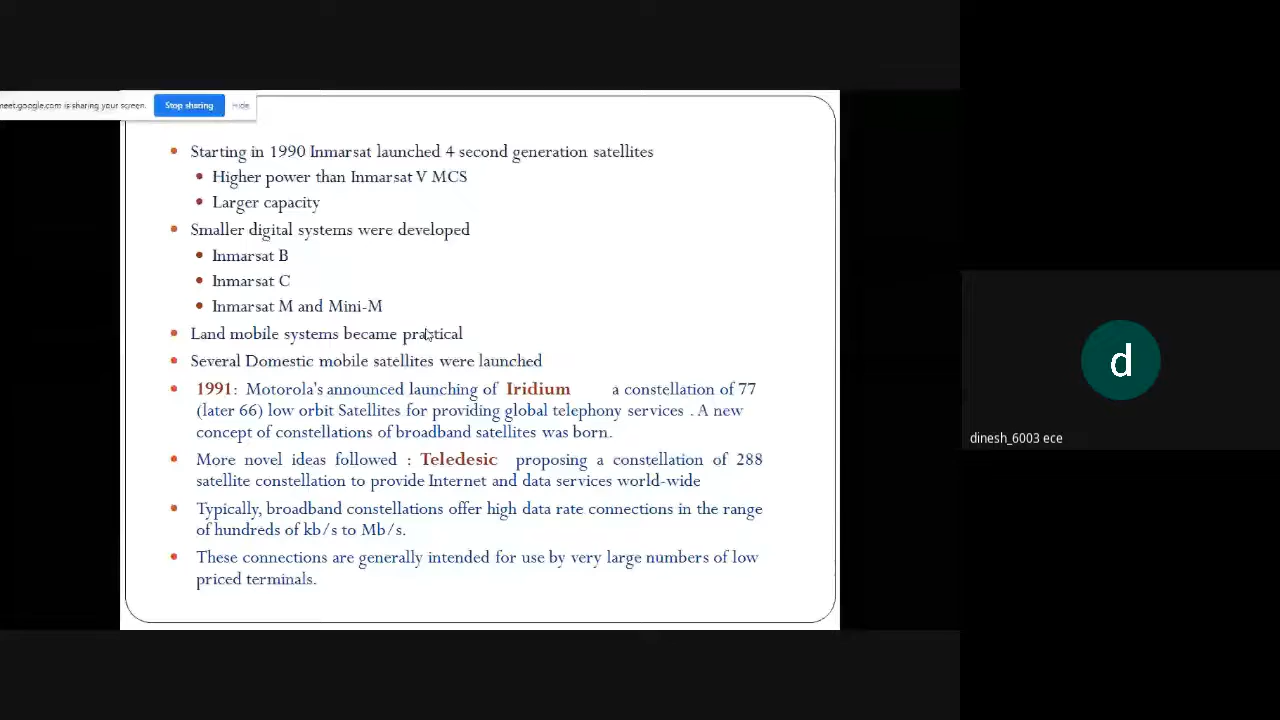 meet.google.com is sharing your screen.
Stop sharing
Hide
Starting in 1990 Inmarsat launched 4 second generation satellites
Higher power than Inmarsat V MCS
Larger capacity
Smaller digital systems were developed
Inmarsat B
Inmarsat C
Inmarsat M and Mini-M
Land mobile systems became practical
Several Domestic mobile satellites were launched
1991: Motorola's announced launching of Iridium a constellation of 77
(later 66) low orbit Satellites for providing global telephony services . A new
concept of constellations of broadband satellites was born.
More novel ideas followed : Teledesic proposing a constellation of 288
satellite constellation to provide Internet and data services world-wide
Typically, broadband constellations offer high data rate connections in the range
of hundreds of kb/s to Mb/s.
These connections are generally intended for use by very large numbers of low
priced terminals.
d
dinesh_6003 ece